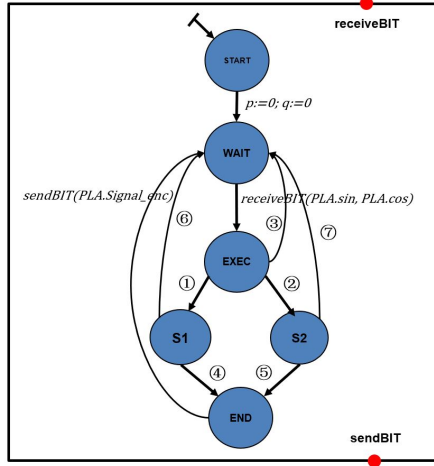 receiveBIT
START
p:=0; q:=0
WAIT
sendBIT(PLA.Signal_enc)
receiveBIT(PLA.sin, PLA.cos)
⑥
③
⑦
EXEC
①
②
S1
S2
④
⑤
END
sendBIT